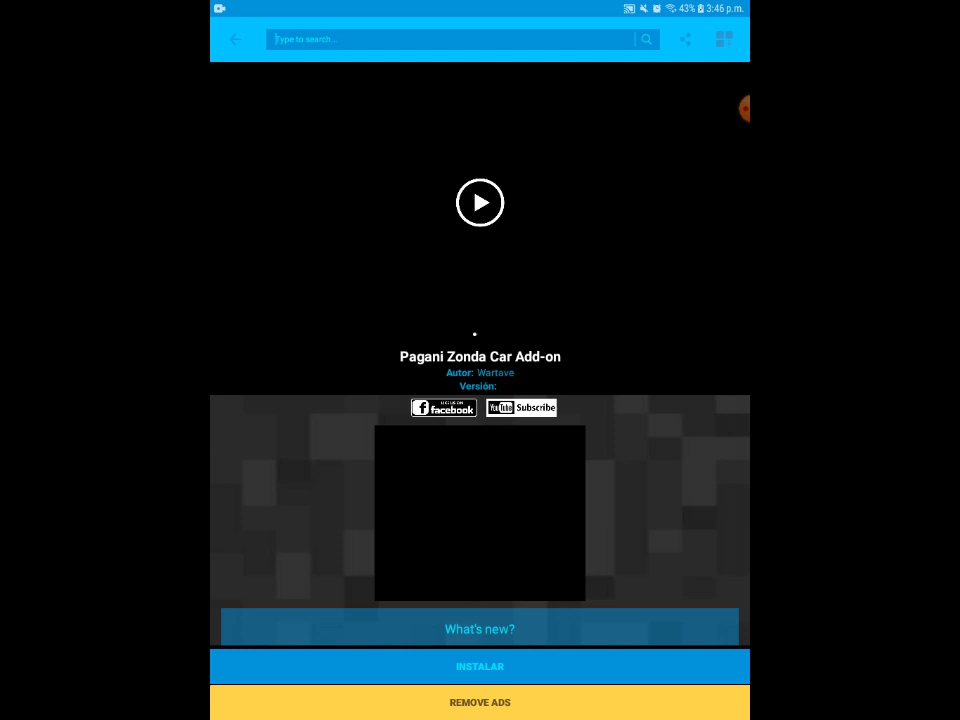 43% 3:46 p.m.
Type to search...
Pagani Zonda Car Add-on
Autor: Wartave
Versión:
LIKE US ON
facebook
YouTube Subscribe
What's new?
INSTALAR
REMOVE ADS